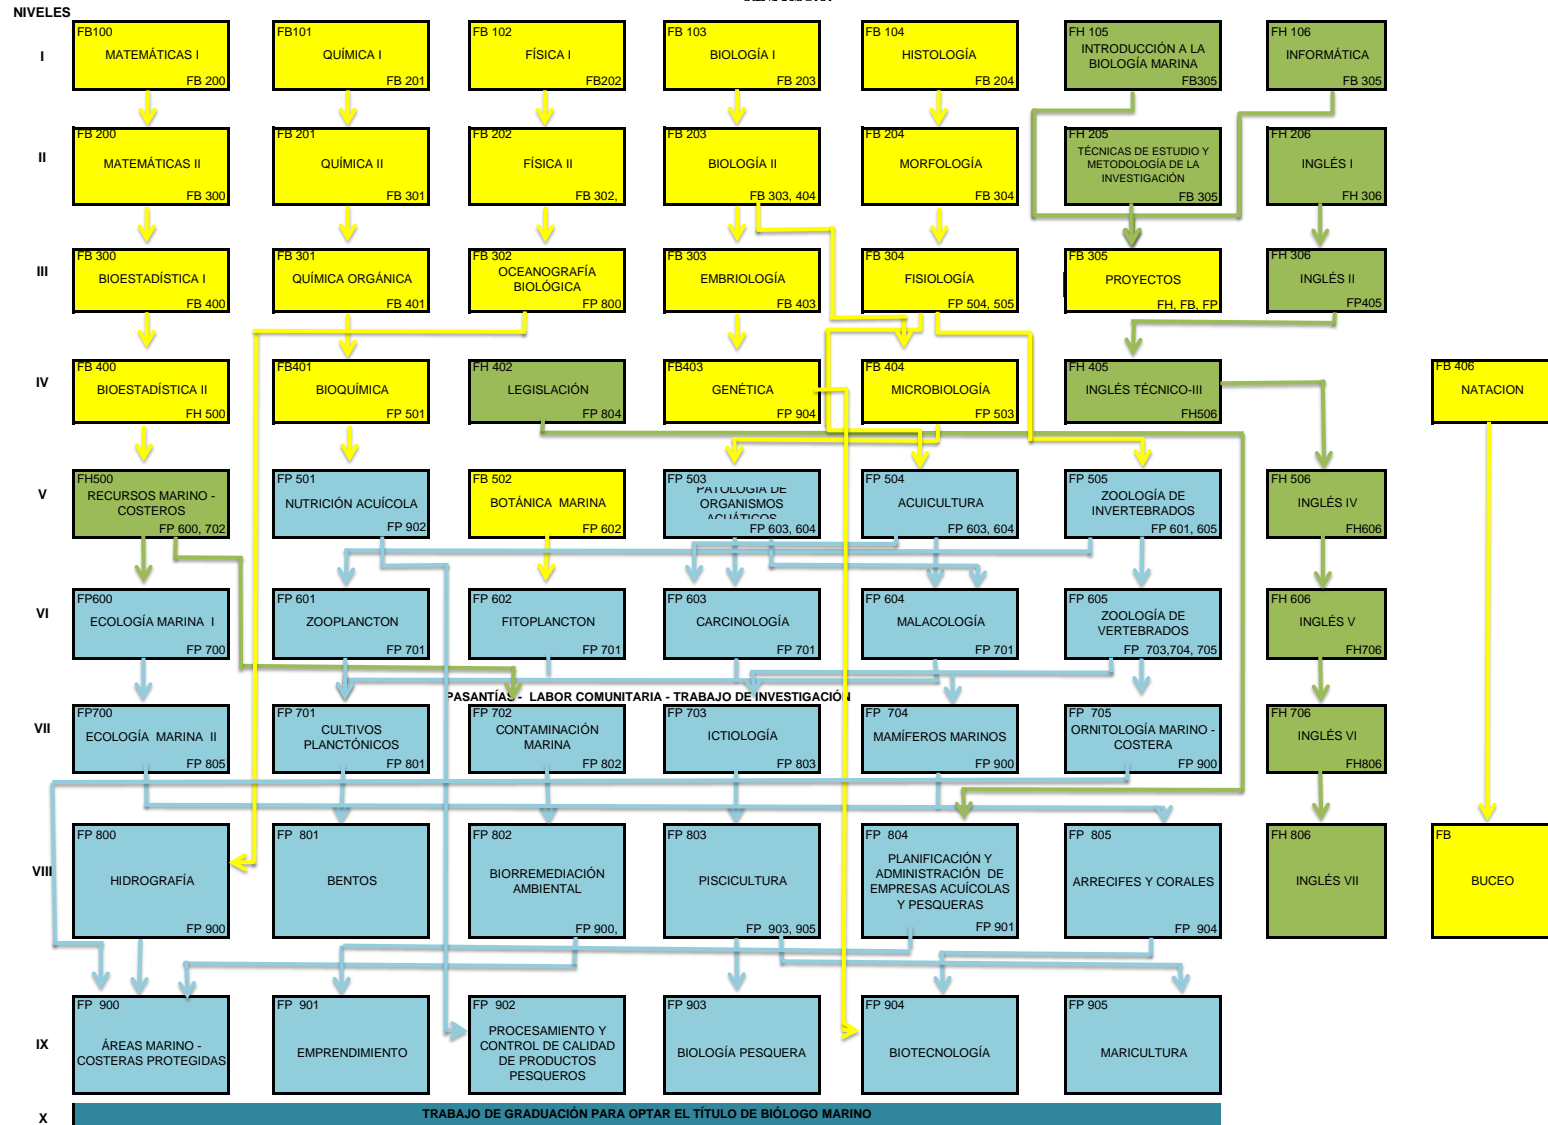 NIVELES
I
FB100
MATEMÁTICAS I
FB 200
FB101
QUÍMICA I
FB 201
FB 102
FÍSICA I
FB202
FB 103
BIOLOGÍA I
FB 203
FB 104
HISTOLOGÍA
FB 204
FH 105
INTRODUCCIÓN A LA
BIOLOGÍA MARINA
FB305
FH 106
INFORMÁTICA
FB 305
II
FB 200
MATEMÁTICAS II
FB 300
FB 201
QUÍMICA II
FB 301
FB 202
FÍSICA II
FB 302,
FB 203
BIOLOGÍA II
FB 303, 404
FB 204
MORFOLOGÍA
FB 304
FH 205
TÉCNICAS DE ESTUDIO Y
METODOLOGÍA DE LA
INVESTIGACIÓN
FB 305
FH 206
INGLÉS I
FH 306
III
FB 300
BIOESTADÍSTICA I
FB 400
FB 301
QUÍMICA ORGÁNICA
FB 401
FB 302
OCEANOGRAFÍA
BIOLÓGICA
FP 800
FB 303
EMBRIOLOGÍA
FB 403
FB 304
FISIOLOGÍA
FP 504, 505
FB 305
PROYECTOS
FH, FB, FP
FH 306
INGLÉS II
FP405
IV
FB 400
BIOESTADÍSTICA II
FH 500
FB401
BIOQUÍMICA
FP 501
FH 402
LEGISLACIÓN
FP 804
FB403
GENÉTICA
FP 904
FB 404
MICROBIOLOGÍA
FP 503
FH 405
INGLÉS TÉCNICO-III
FH506
FB 406
NATACION
V
FH500
RECURSOS MARINO -
COSTEROS
FP 600, 702
FP 501
NUTRICIÓN ACUÍCOLA
FP 902
FB 502
BOTÁNICA MARINA
FP 602
FP 503
PATOLOGÍA DE
ORGANISMOS
ACUÁTICOS
FP 603, 604
FP 504
ACUICULTURA
FP 603, 604
FP 505
ZOOLOGÍA DE
INVERTEBRADOS
FP 601, 605
FH 506
INGLÉS IV
FH606
VI
FP600
ECOLOGÍA MARINA I
FP 700
FP 601
ZOOPLANCTON
FP 701
FP 602
FITOPLANCTON
FP 701
FP 603
CARCINOLOGÍA
FP 701
FP 604
MALACOLOGÍA
FP 701
FP 605
ZOOLOGÍA DE
VERTEBRADOS
FP 703,704, 705
FH 606
INGLÉS V
FH706
PASANTÍAS - LABOR COMUNITARIA - TRABAJO DE INVESTIGACIÓN
VII
FP700
ECOLOGÍA MARINA II
FP 805
FP 701
CULTIVOS
PLANCTÓNICOS
FP 801
FP 702
CONTAMINACIÓN
MARINA
FP 802
FP 703
ICTIOLOGÍA
FP 803
FP 704
MAMÍFEROS MARINOS
FP 900
FP 705
ORNITOLOGÍA MARINO -
COSTERA
FP 900
FH 706
INGLÉS VI
FH806
VIII
FP 800
HIDROGRAFÍA
FP 900
FP 801
BENTOS
FP 802
BIORREMEDIACIÓN
AMBIENTAL
FP 900,
FP 803
PISCICULTURA
FP 903, 905
FP 804
PLANIFICACIÓN Y
ADMINISTRACIÓN DE
EMPRESAS ACUÍCOLAS
Y PESQUERAS
FP 901
FP 805
ARRECIFES Y CORALES
FP 904
FH 806
INGLÉS VII
FB
BUCEO
IX
FP 900
ÁREAS MARINO -
COSTERAS PROTEGIDAS
FP 901
EMPRENDIMIENTO
FP 902
PROCESAMIENTO Y
CONTROL DE CALIDAD
DE PRODUCTOS
PESQUEROS
FP 903
BIOLOGÍA PESQUERA
FP 904
BIOTECNOLOGÍA
FP 905
MARICULTURA
X
TRABAJO DE GRADUACIÓN PARA OPTAR EL TÍTULO DE BIÓLOGO MARINO